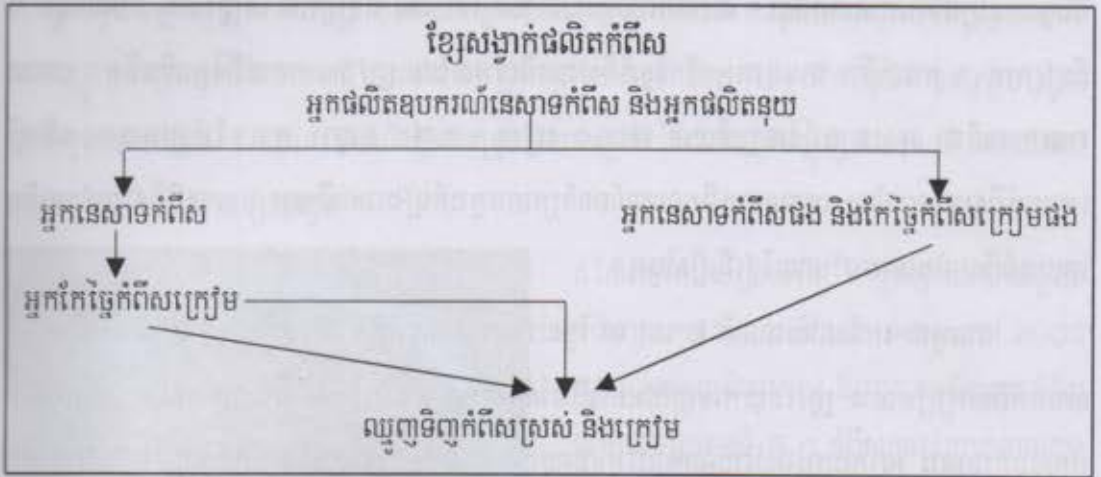 ខ្សែសង្វាក់ផលិតកំពឹស
អ្នកផលិតឧបករណ៍នេសាទកំពឹស និងអ្នកផលិតនុយ
អ្នកនេសាទកំពឹស
អ្នកនេសាទកំពឹសផង និងកែច្នៃកំពឹសក្រៀមផង
អ្នកកែច្នៃកំពឹសក្រៀម
ឈ្មួញទិញកំពឹសស្រស់ និងក្រៀម